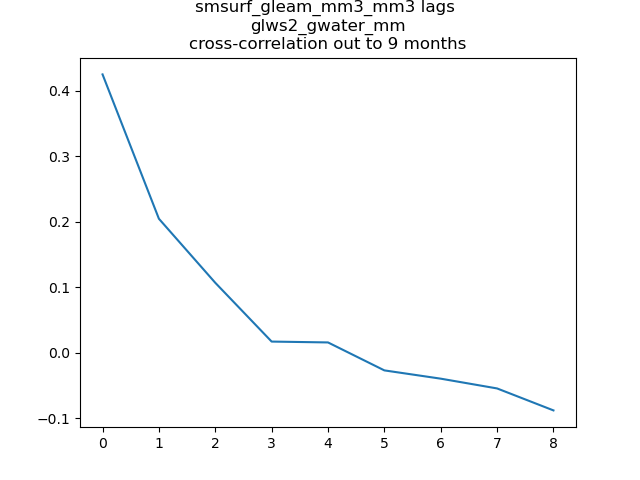 smsurf_gleam_mm3_mm3 lags
glws2_gwater_mm
cross-correlation out to 9 months
0.4
0.3
0.2
0.1
0.0
−0.1
0 1 2 3 4 5 6 7 8